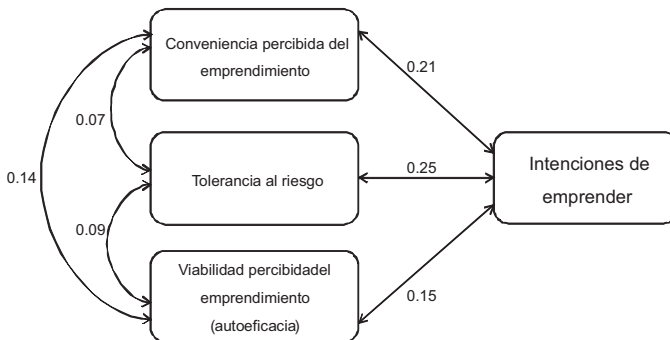 Conveniencia percibida del
emprendimiento
0.21
0.07
0.14
Tolerancia al riesgo
0.25
Intenciones de
emprender
0.09
Viabilidad percibidadel
emprendimiento
(autoeficacia)
0.15